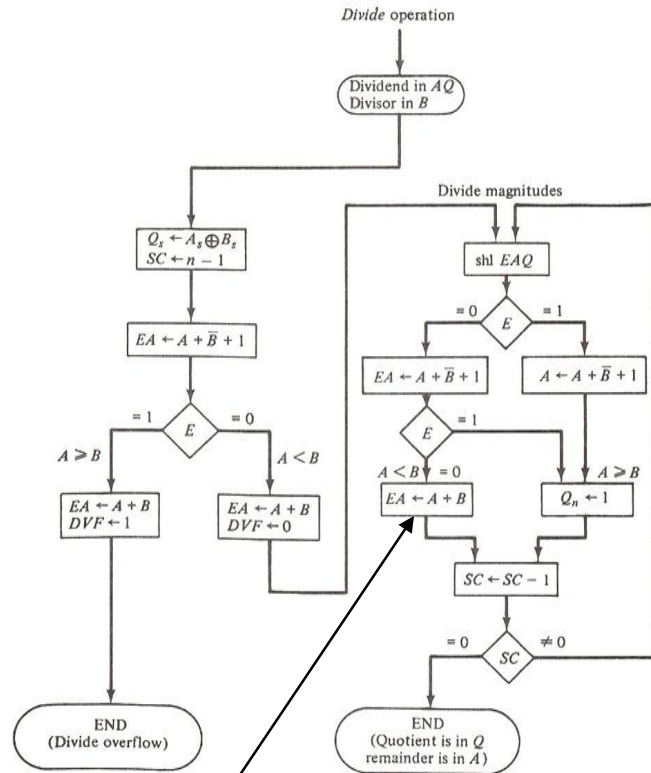 Divide operation
Dividend in AQ
Divisor in B
Divide magnitudes
Qₛ ← Aₛ ⊕ Bₛ
SC ← n − 1
shl EAQ
= 0
E
= 1
EA ← A + B̅ + 1
EA ← A + B̅ + 1
A ← A + B̅ + 1
= 1
E
= 0
E
= 1
A ≥ B
A < B
A < B
= 0
A ≥ B
EA ← A + B
DVF ← 1
EA ← A + B
DVF ← 0
EA ← A + B
Qₙ ← 1
SC ← SC − 1
= 0
SC
≠ 0
END
(Divide overflow)
END
(Quotient is in Q
remainder is in A)